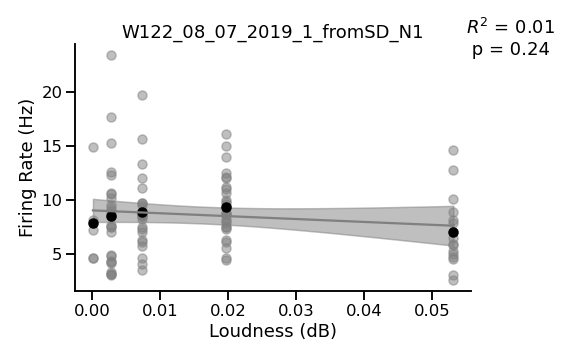 W122_08_07_2019_1_fromSD_N1
R² = 0.01
p = 0.24
Firing Rate (Hz)
20
15
10
5
0.00 0.01 0.02 0.03 0.04 0.05
Loudness (dB)